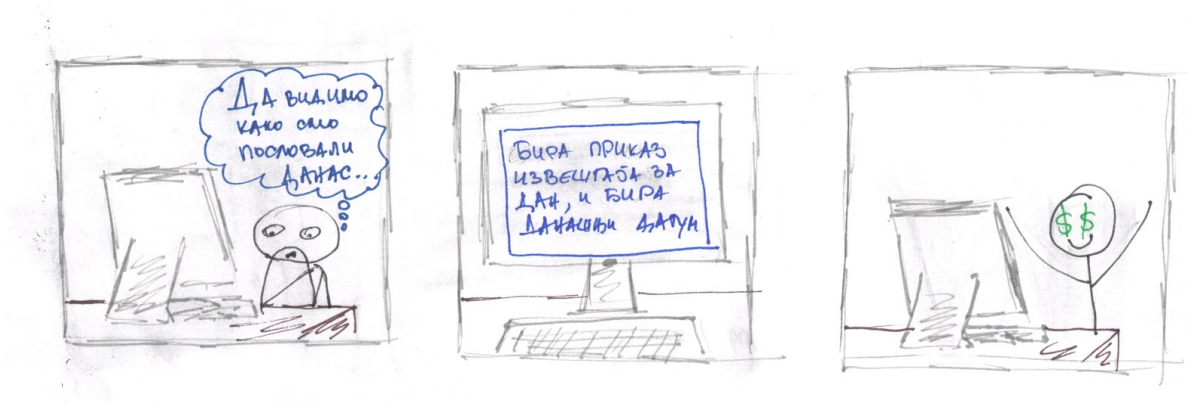 Да видимо
како смо
пословали
данас..
Бира приказ
извештаја за
дан, и бира
данашњи датум
$ $